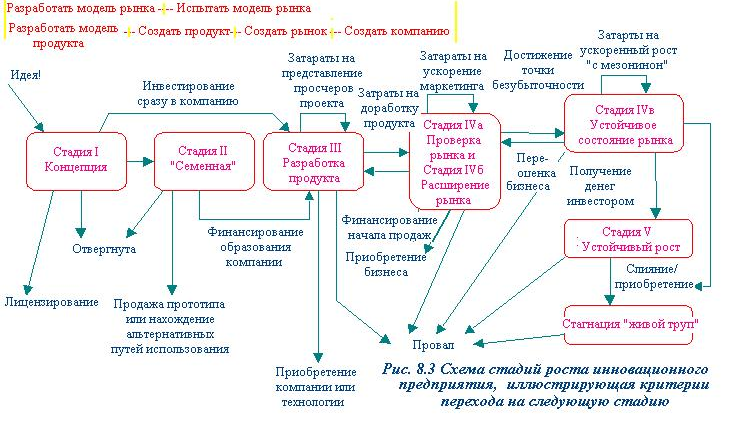 Разработать модель рынка --- Испытать модель рынка
Разработать модель
продукта
-- Создать продукт -- Создать рынок -- Создать компанию
Идея!
Инвестирование
сразу в компанию
Затараты на
представление
просчеров
проекта
Затраты на
доработку
продукта
Затараты на
ускорение
маркетинга
Достижение
точки
безубыточности
Затарты на
ускоренный рост
"с мезонинон"
Стадия I
Концепция
Стадия II
"Семенная"
Стадия III
Разработка
продукта
Стадия IVа
Проверка
рынка и
Стадия IVб
Расширение
рынка
Стадия IVв
Устойчивое
состояние рынка
Пере-
оценка
бизнеса
Получение
денег
инвестором
Отвергнута
Финансирование
образования
компании
Финансирование
начала продаж
Приобретение
бизнеса
Стадия V
Устойчивый рост
Слияние/
приобретение
Лицензирование
Продажа прототипа
или нахождение
альтернативных
путей использования
Стагнация "живой труп"
Провал
Приобретение
компании или
технологии
Рис. 8.3 Схема стадий роста инновационного
предприятия, иллюстрирующая критерии
перехода на следующую стадию